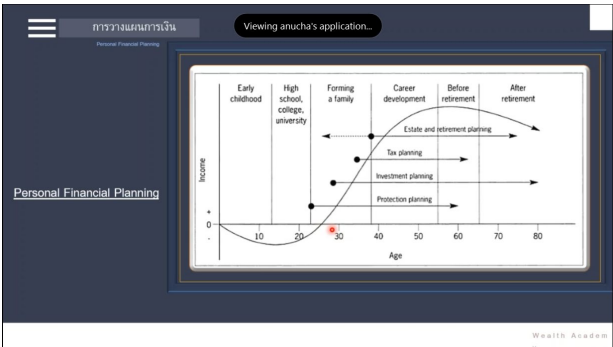 การวางแผนการเงิน
Viewing anucha's application...
Personal Financial Planning
Early childhood
High school, college, university
Forming a family
Career development
Before retirement
After retirement
Estate and retirement planning
Tax planning
Investment planning
Protection planning
Income
+
0
-
10 20 30 40 50 60 70 80
Age
Personal Financial Planning
Wealth Academ